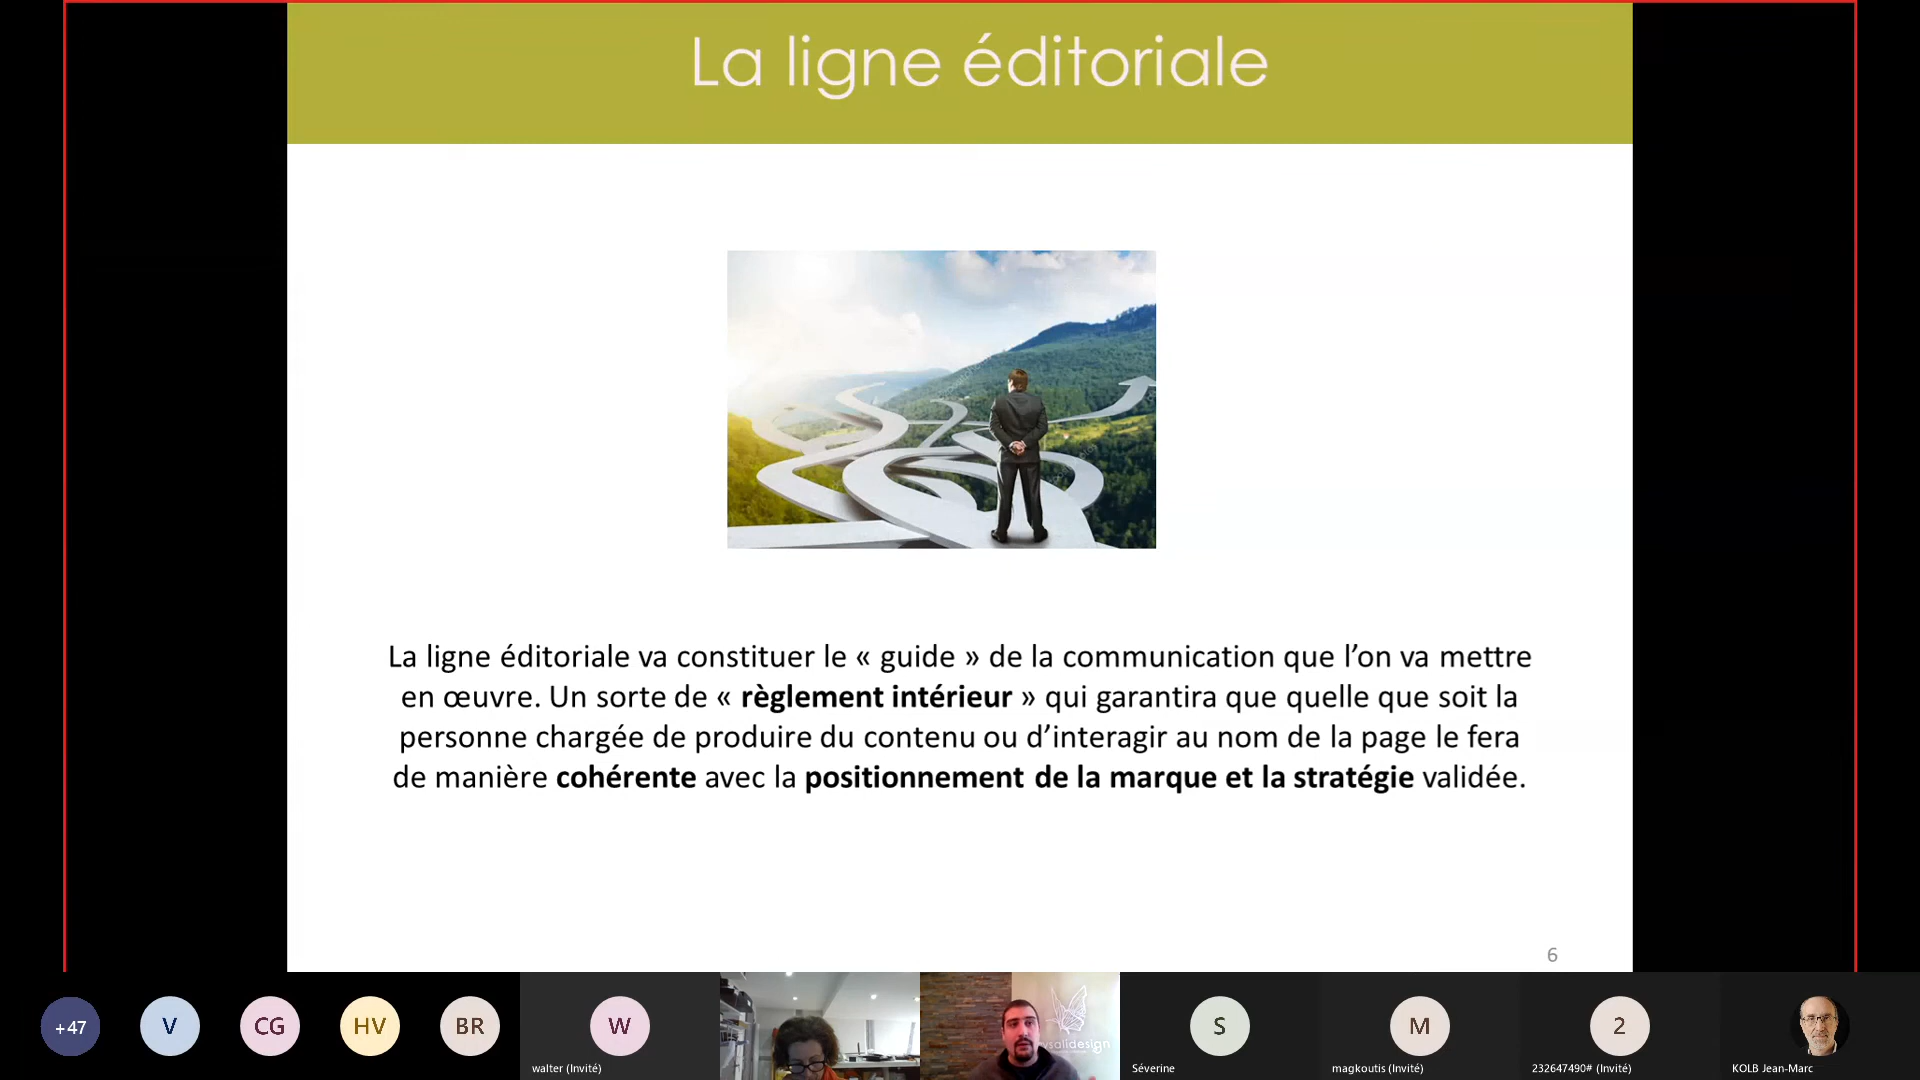 La ligne éditoriale
La ligne éditoriale va constituer le « guide » de la communication que l’on va mettre
en œuvre. Un sorte de « règlement intérieur » qui garantira que quelle que soit la
personne chargée de produire du contenu ou d’interagir au nom de la page le fera
de manière cohérente avec la positionnement de la marque et la stratégie validée.
6
+47
V
CG
HV
BR
W
walter (Invité)
salidesign
S
Séverine
M
magkoutis (Invité)
2
232647490# (Invité)
KOLB Jean-Marc